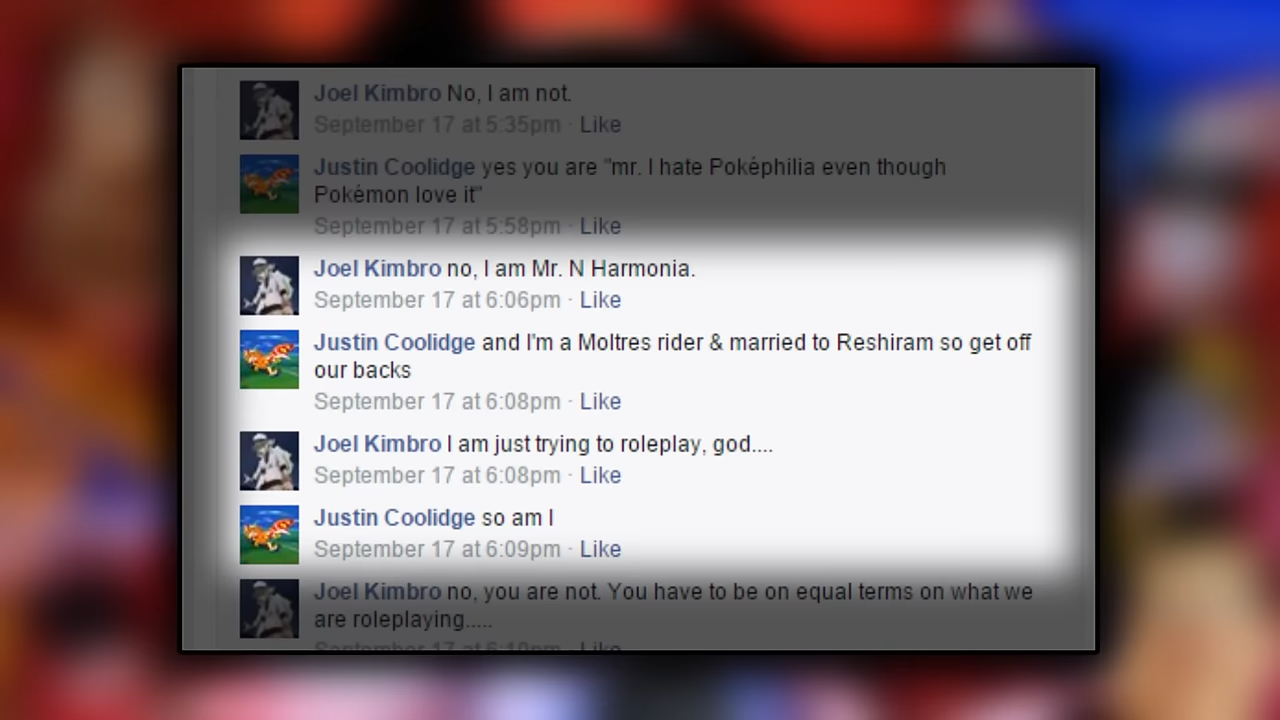 Joel Kimbro No, I am not.
September 17 at 5:35pm · Like
Justin Coolidge yes you are "mr. I hate Poképhilia even though
Pokémon love it"
September 17 at 5:58pm · Like
Joel Kimbro no, I am Mr. N Harmonia.
September 17 at 6:06pm · Like
Justin Coolidge and I'm a Moltres rider & married to Reshiram so get off
our backs
September 17 at 6:08pm · Like
Joel Kimbro I am just trying to roleplay, god....
September 17 at 6:08pm · Like
Justin Coolidge so am I
September 17 at 6:09pm · Like
Joel Kimbro no, you are not. You have to be on equal terms on what we
are roleplaying.....
September 17 at 6:10pm · Like